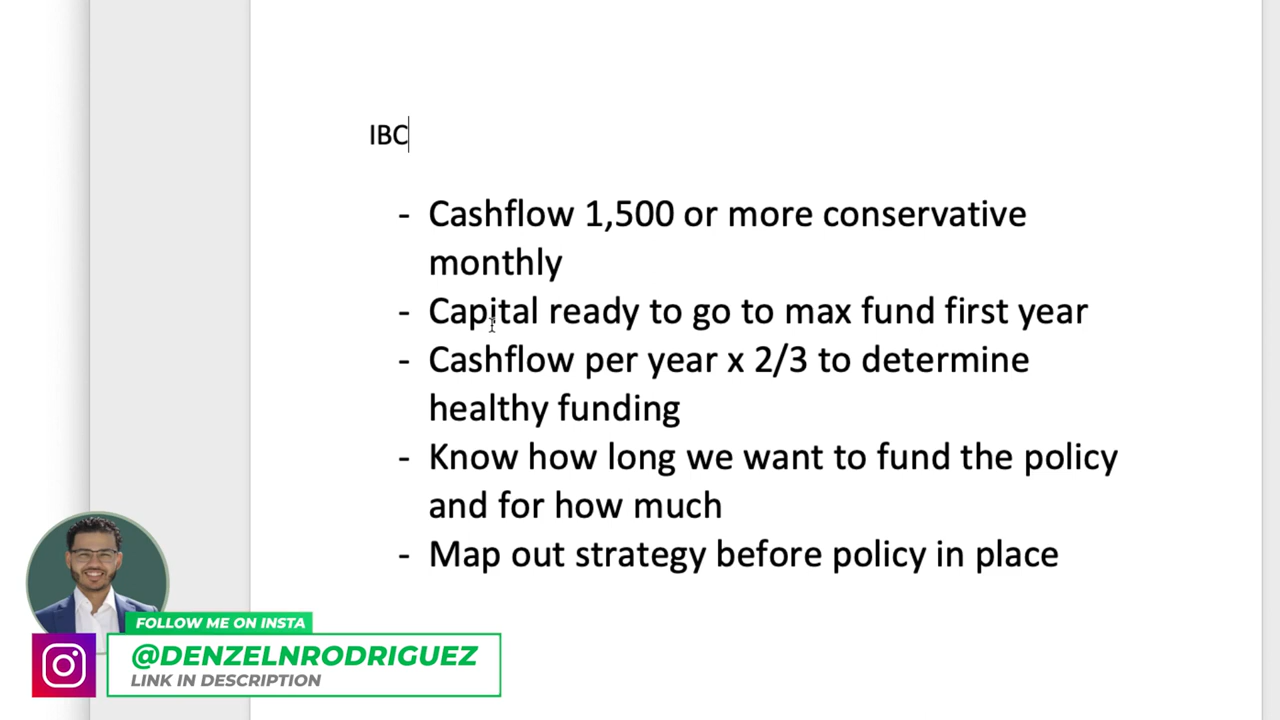 IBC
- Cashflow 1,500 or more conservative
monthly
- Capital ready to go to max fund first year
- Cashflow per year x 2/3 to determine
healthy funding
- Know how long we want to fund the policy
and for how much
- Map out strategy before policy in place
FOLLOW ME ON INSTA
@DENZELNRODRIGUEZ
LINK IN DESCRIPTION